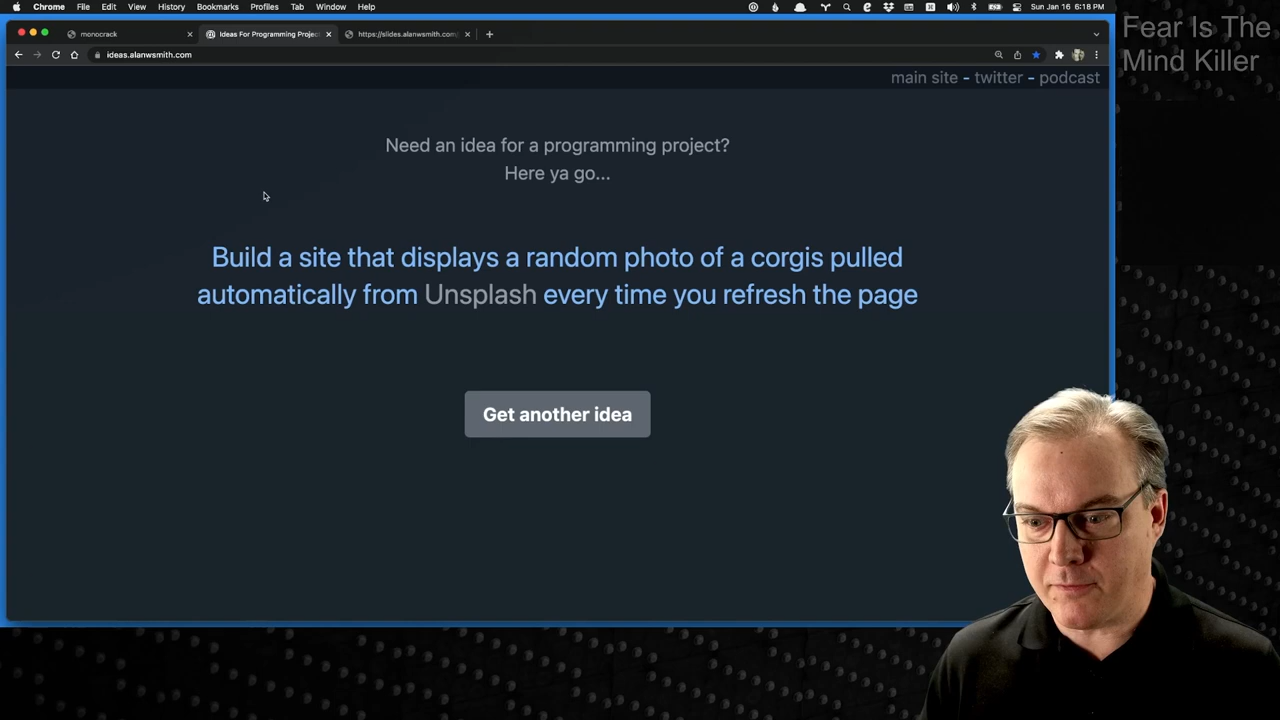 Chrome File Edit View History Bookmarks Profiles Tab Window Help
Sun Jan 16 6:18 PM
Fear Is The
Mind Killer
monocrack
Ideas For Programming Projec
https://slides.alanwsmith.com
ideas.alanwsmith.com
main site - twitter - podcast
Need an idea for a programming project?
Here ya go...
Build a site that displays a random photo of a corgis pulled
automatically from Unsplash every time you refresh the page
Get another idea